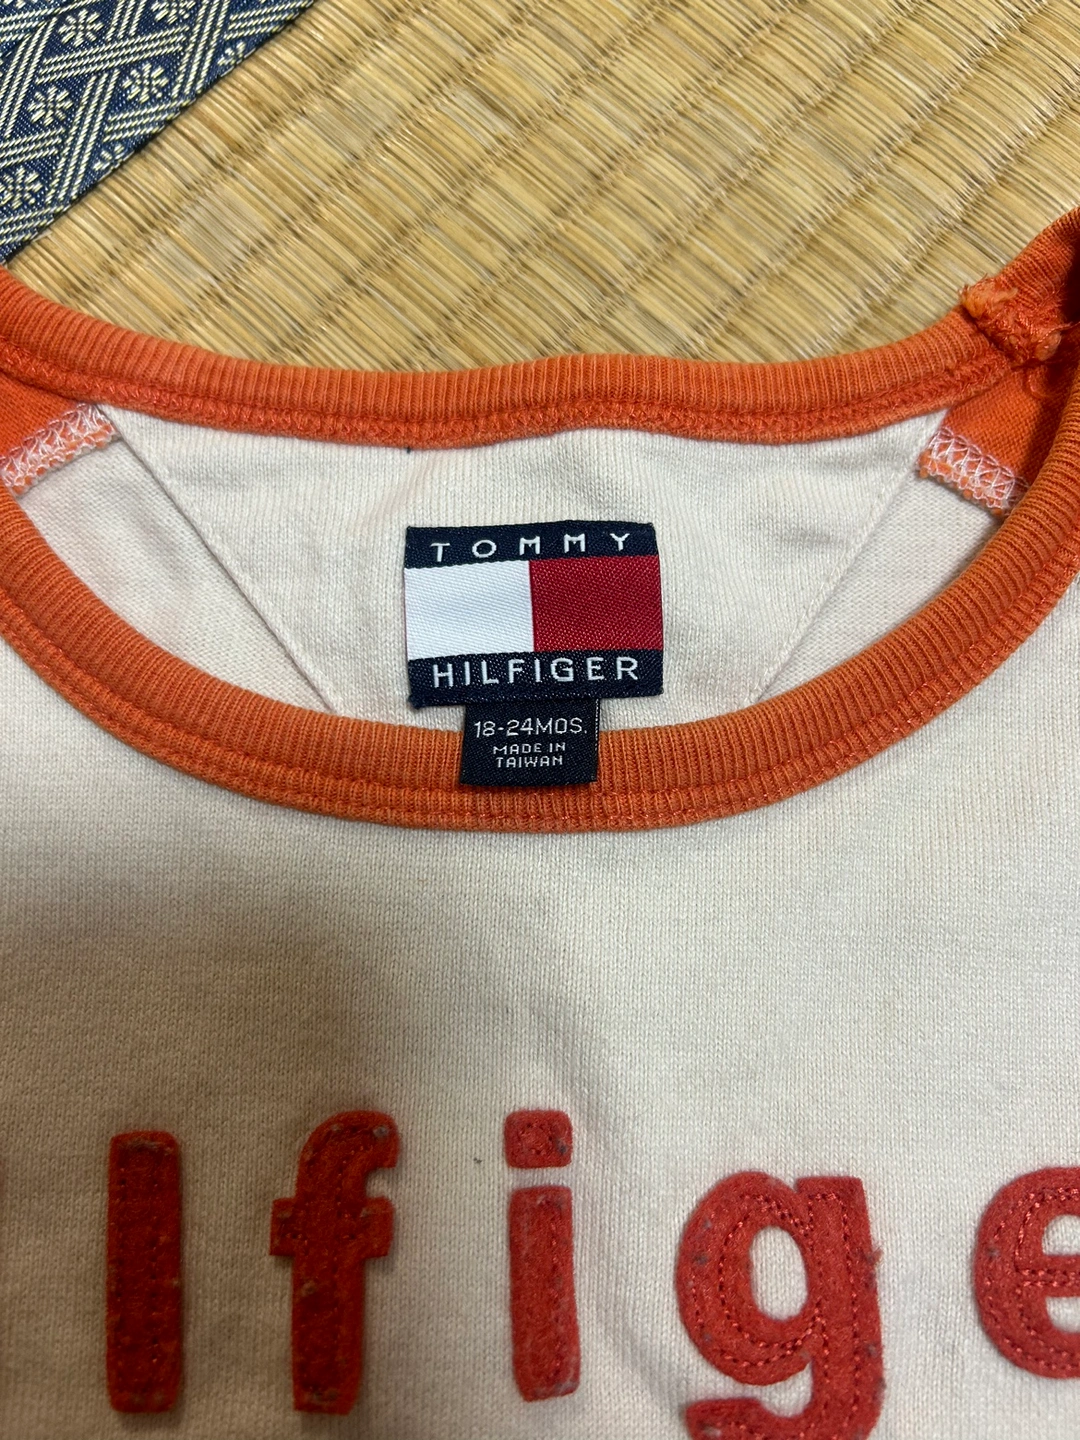 TOMMY
HILFIGER
18-24MOS.
MADE IN
TAIWAN
lfige